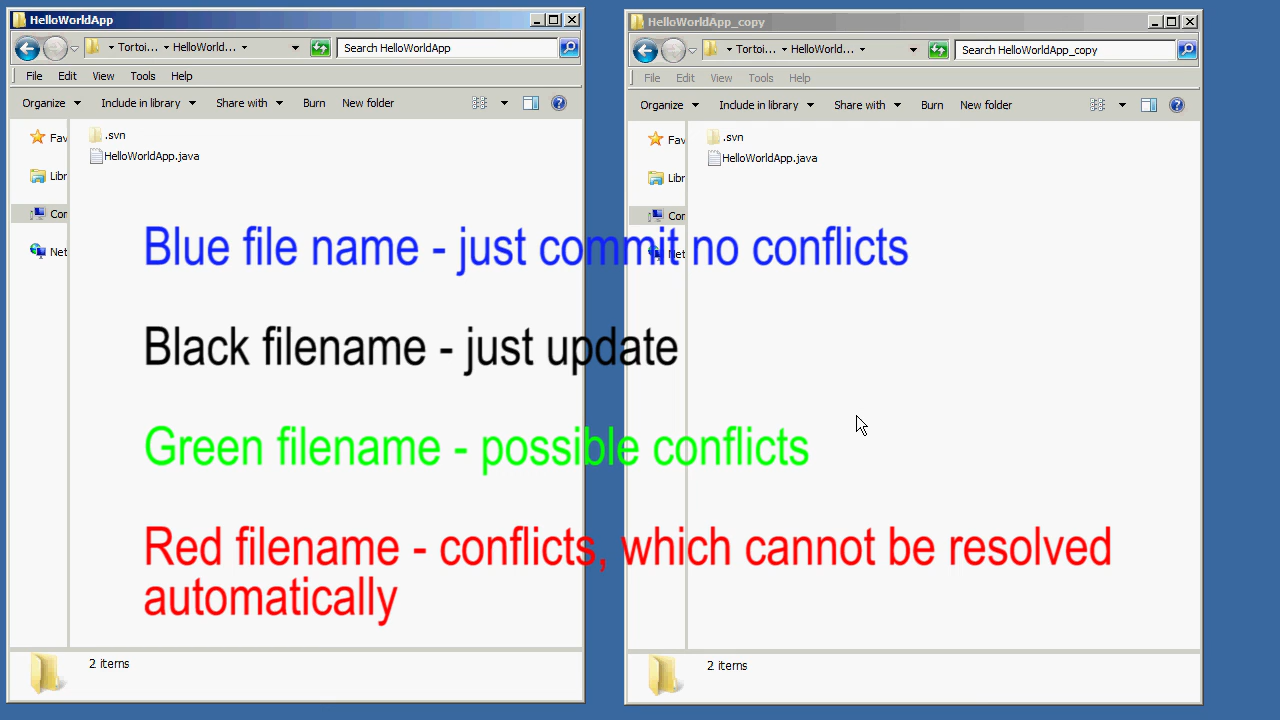 HelloWorldApp
Tortoi... HelloWorld...
Search HelloWorldApp
File Edit View Tools Help
Organize Include in library Share with Burn New folder
Fav
Libr
Con
Net
.svn
HelloWorldApp.java
2 items
HelloWorldApp_copy
Tortoi... HelloWorld...
Search HelloWorldApp_copy
File Edit View Tools Help
Organize Include in library Share with Burn New folder
Fav
Libr
Con
Net
.svn
HelloWorldApp.java
2 items
Blue file name - just commit no conflicts
Black filename - just update
Green filename - possible conflicts
Red filename - conflicts, which cannot be resolved
automatically